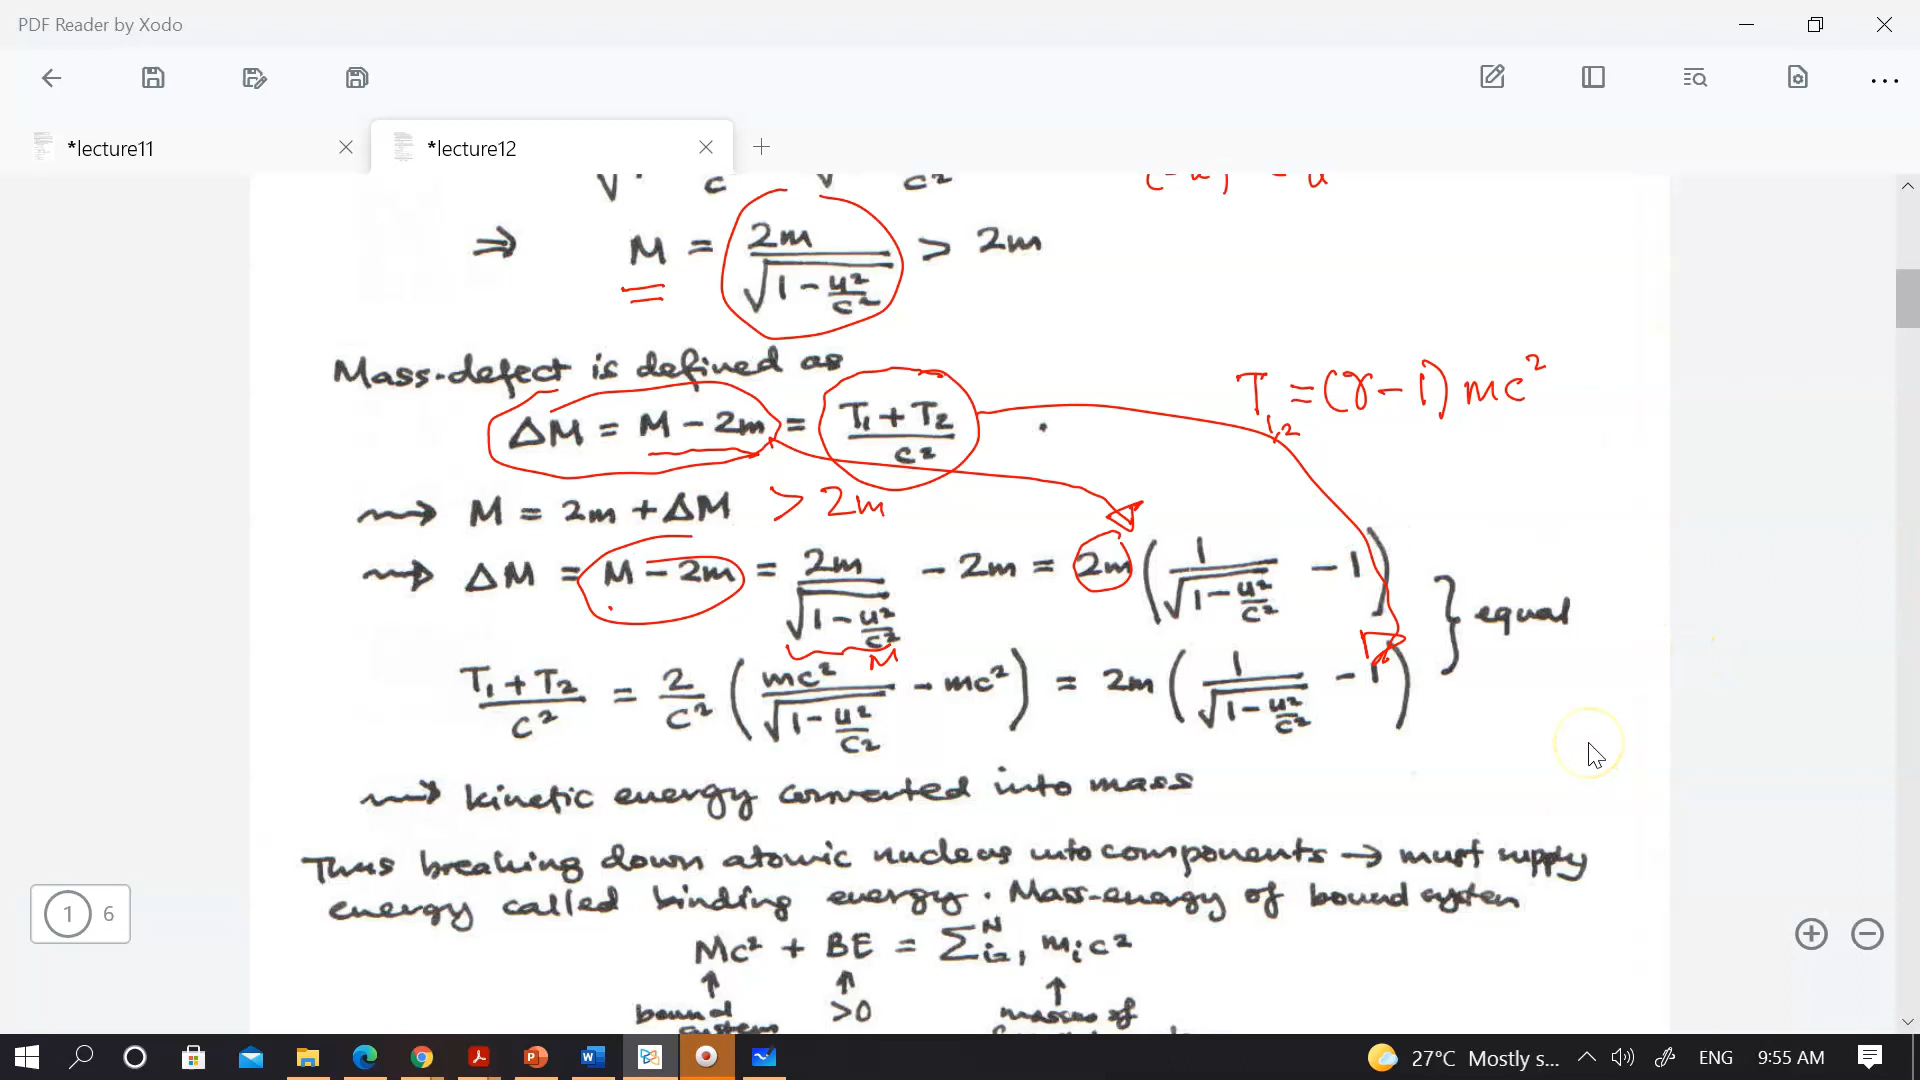 PDF Reader by Xodo
*lecture11
*lecture12
⇒ M = 2m / √(1 - u²/c²) > 2m
Mass-defect is defined as
ΔM = M - 2m = (T₁ + T₂) / c² .
T₁,₂ = (γ - 1) mc²
⇝ M = 2m + ΔM > 2m
⇝ ΔM = M - 2m = 2m / √(1 - u²/c²) - 2m = 2m (1 / √(1 - u²/c²) - 1)
M
} equal
(T₁ + T₂) / c² = 2/c² (mc² / √(1 - u²/c²) - mc²) = 2m (1 / √(1 - u²/c²) - 1)
⇝ kinetic energy converted into mass
Thus breaking down atomic nucleus into components → must supply
energy called binding energy. Mass-energy of bound system
Mc² + BE = Σᴺᵢ₌₁ mᵢc²
↑ ↑ ↑
bound >0 masses of
system
1 6
27°C Mostly s... ENG 9:55 AM